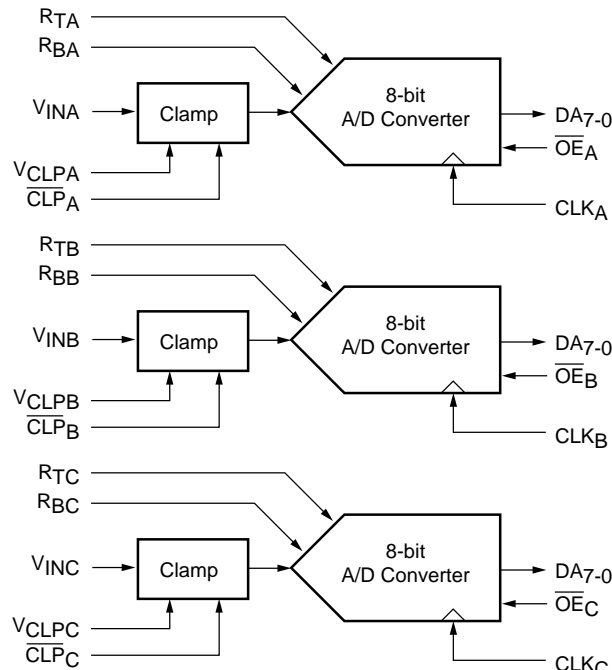 RTA
RBA
VINA
Clamp
8-bit
A/D Converter
DA7-0
OEA
VCLPA
CLPA
CLKA
RTB
RBB
VINB
Clamp
8-bit
A/D Converter
DA7-0
OEB
VCLPB
CLPB
CLKB
RTC
RBC
VINC
Clamp
8-bit
A/D Converter
DA7-0
OEC
VCLPC
CLPC
CLKC